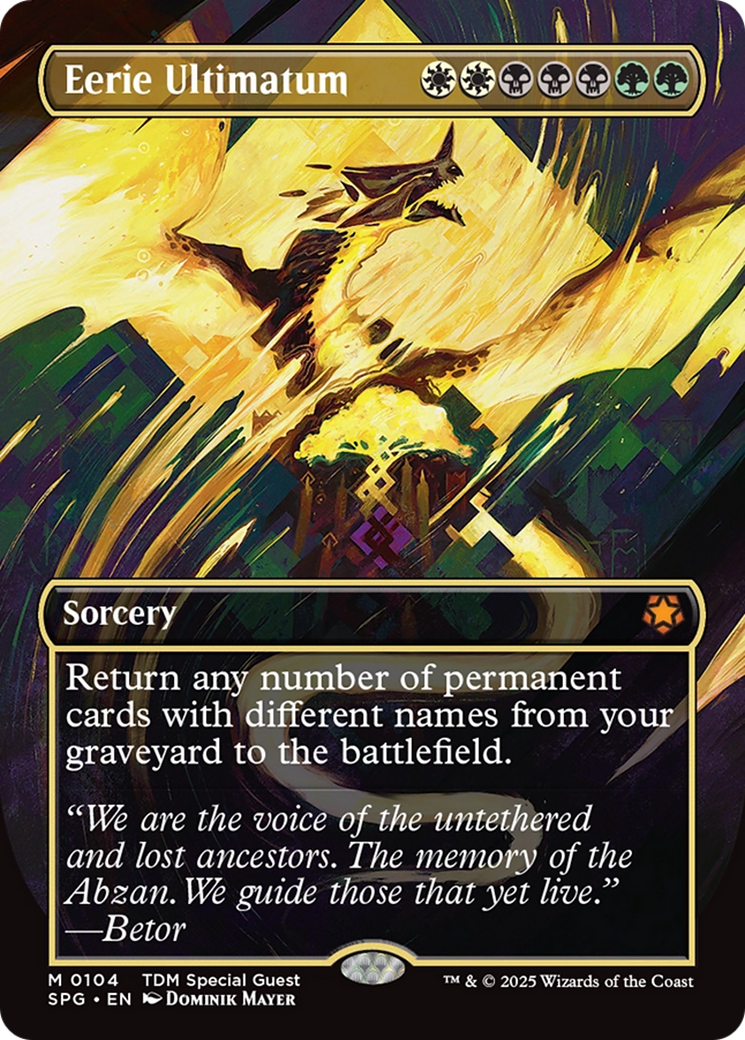 Eerie Ultimatum
Sorcery
Return any number of permanent
cards with different names from your
graveyard to the battlefield.
“We are the voice of the untethered
and lost ancestors. The memory of the
Abzan. We guide those that yet live.”
—Betor
M 0104 TDM Special Guest
SPG • EN Dominik Mayer
™ & © 2025 Wizards of the Coast